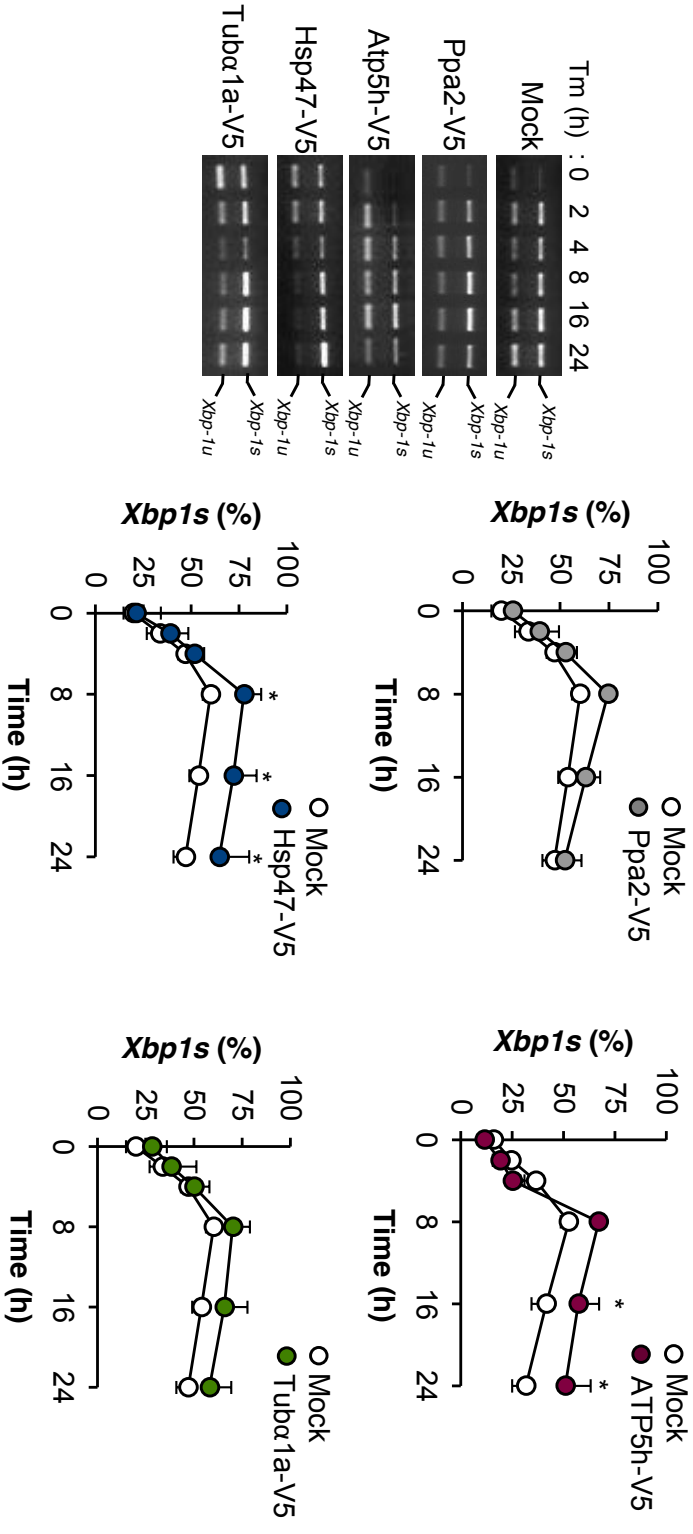 Tm (h) : 0 2 4 8 16 24
Mock
Xbp-1s
Xbp-1u
Ppa2-V5
Xbp-1s
Xbp-1u
Atp5h-V5
Xbp-1s
Xbp-1u
Hsp47-V5
Xbp-1s
Xbp-1u
Tubα1a-V5
Xbp-1s
Xbp-1u
Xbp1s (%)
100
75
50
25
0
0 8 16 24
Time (h)
Mock
Ppa2-V5
Xbp1s (%)
100
75
50
25
0
0 8 16 24
Time (h)
Mock
ATP5h-V5
* *
Xbp1s (%)
100
75
50
25
0
0 8 16 24
Time (h)
Mock
Hsp47-V5
* * *
Xbp1s (%)
100
75
50
25
0
0 8 16 24
Time (h)
Mock
Tubα1a-V5